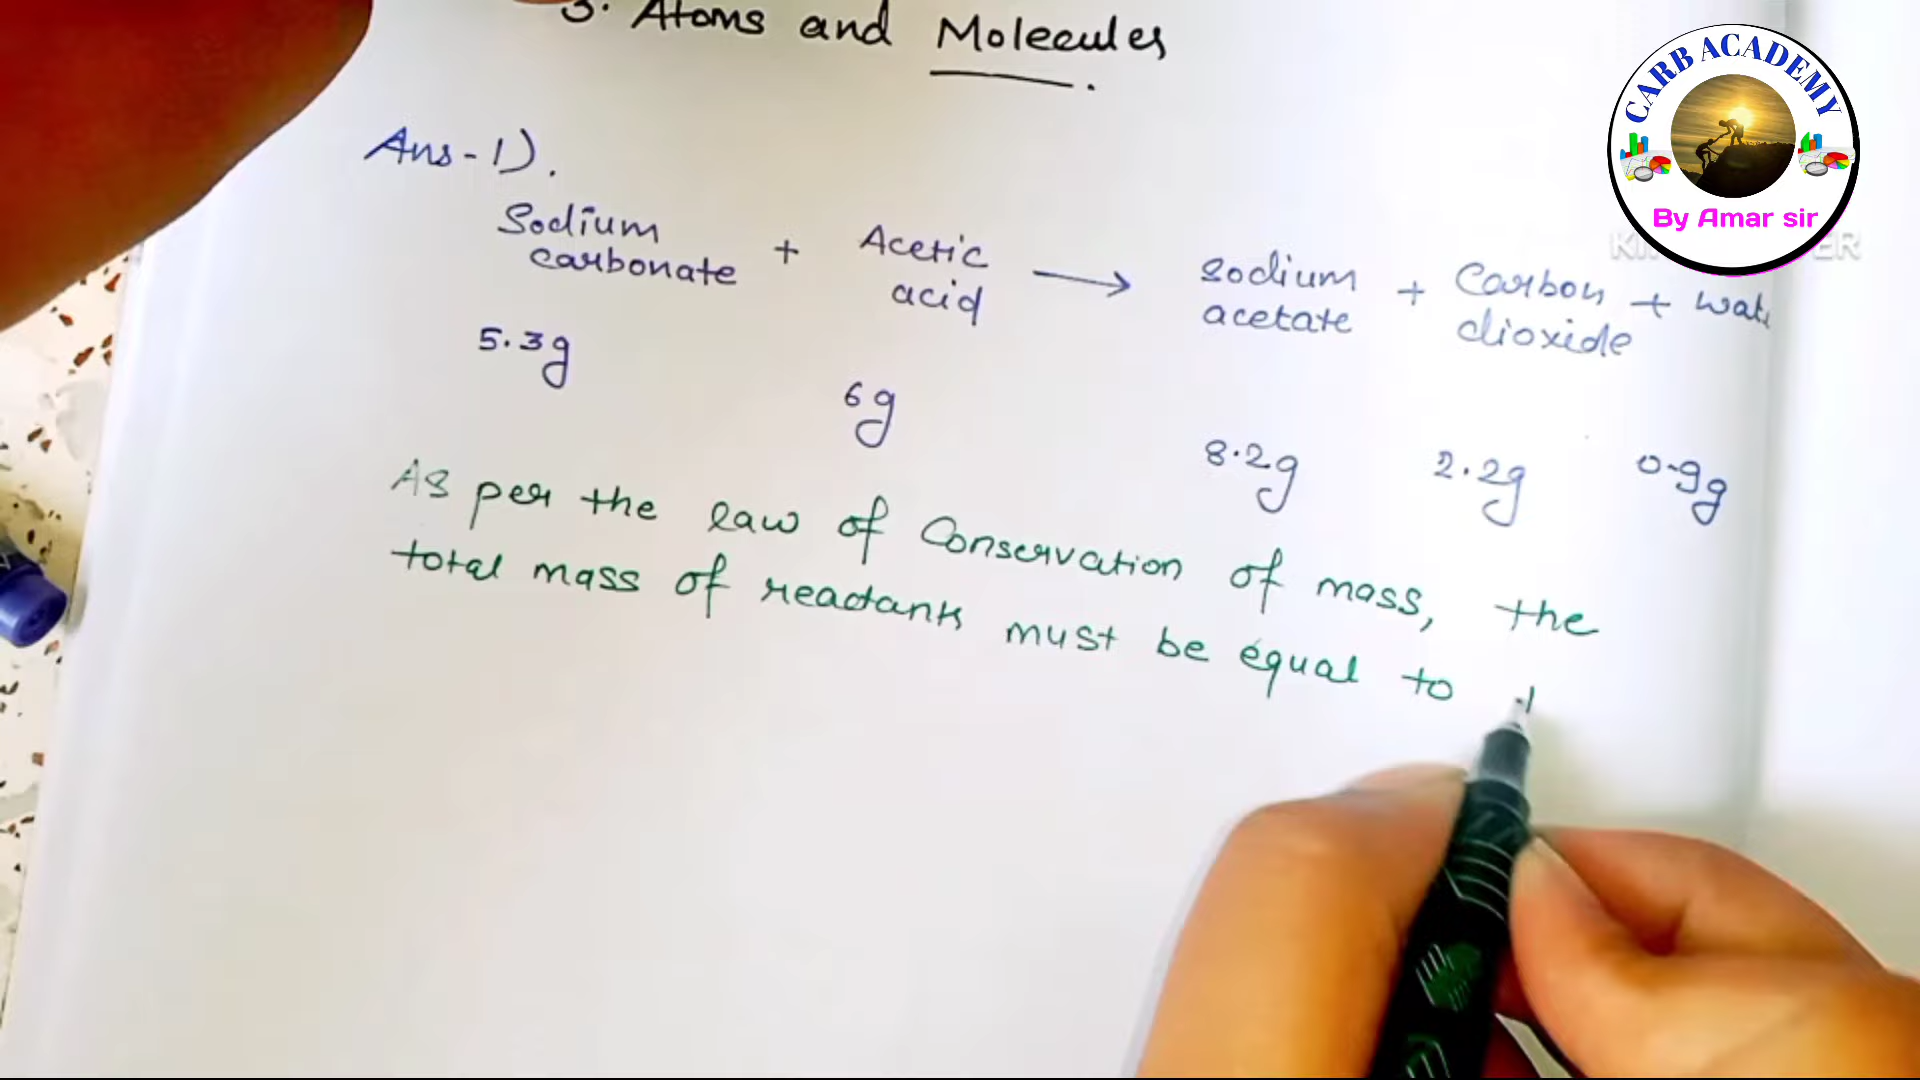 3. Atoms and Molecules
Ans-1).
Sodium carbonate + Acetic acid → Sodium acetate + Carbon dioxide +
5.3g 6g 8.2g 2.2g 0.9g
As per the law of Conservation of mass, the
total mass of reactants must be equal to
CARB ACADEMY
By Amar sir